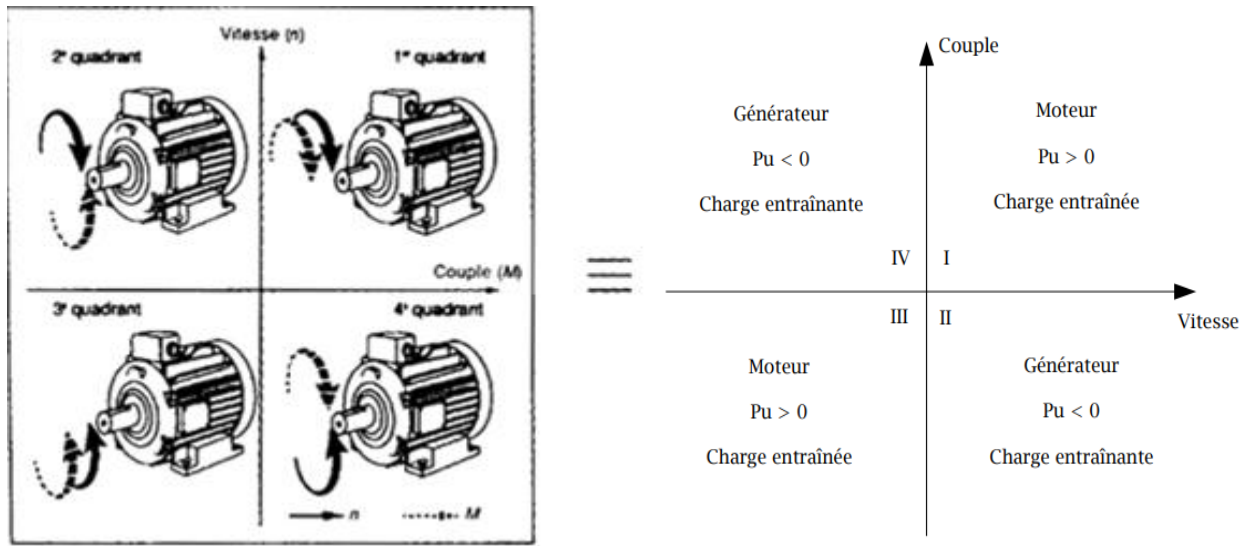 Vitesse (n)
2e quadrant
1er quadrant
Couple (M)
3e quadrant
4e quadrant
n
M
Couple
Générateur
Pu < 0
Charge entraînante
Moteur
Pu > 0
Charge entraînée
IV
I
III
II
Vitesse
Moteur
Pu > 0
Charge entraînée
Générateur
Pu < 0
Charge entraînante